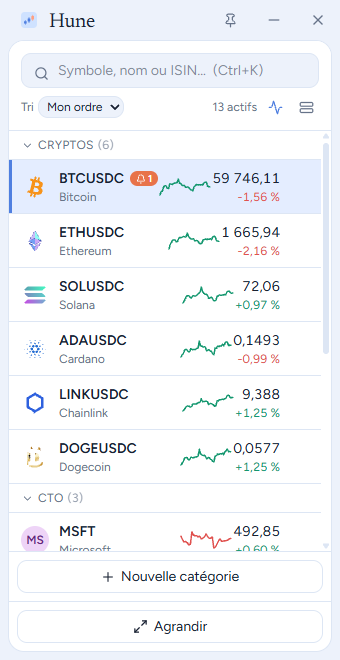 Hune
Symbole, nom ou ISIN... (Ctrl+K)
Tri Mon ordre 13 actifs
CRYPTOS (6)
BTCUSDC 1 59 746,11
Bitcoin -1,56 %
ETHUSDC 1 665,94
Ethereum -2,16 %
SOLUSDC 72,06
Solana +0,97 %
ADAUSDC 0,1493
Cardano -0,99 %
LINKUSDC 9,388
Chainlink +1,25 %
DOGEUSDC 0,0577
Dogecoin +1,25 %
CTO (3)
MS MSFT 492,85
Microsoft +0,60 %
+ Nouvelle catégorie
Agrandir